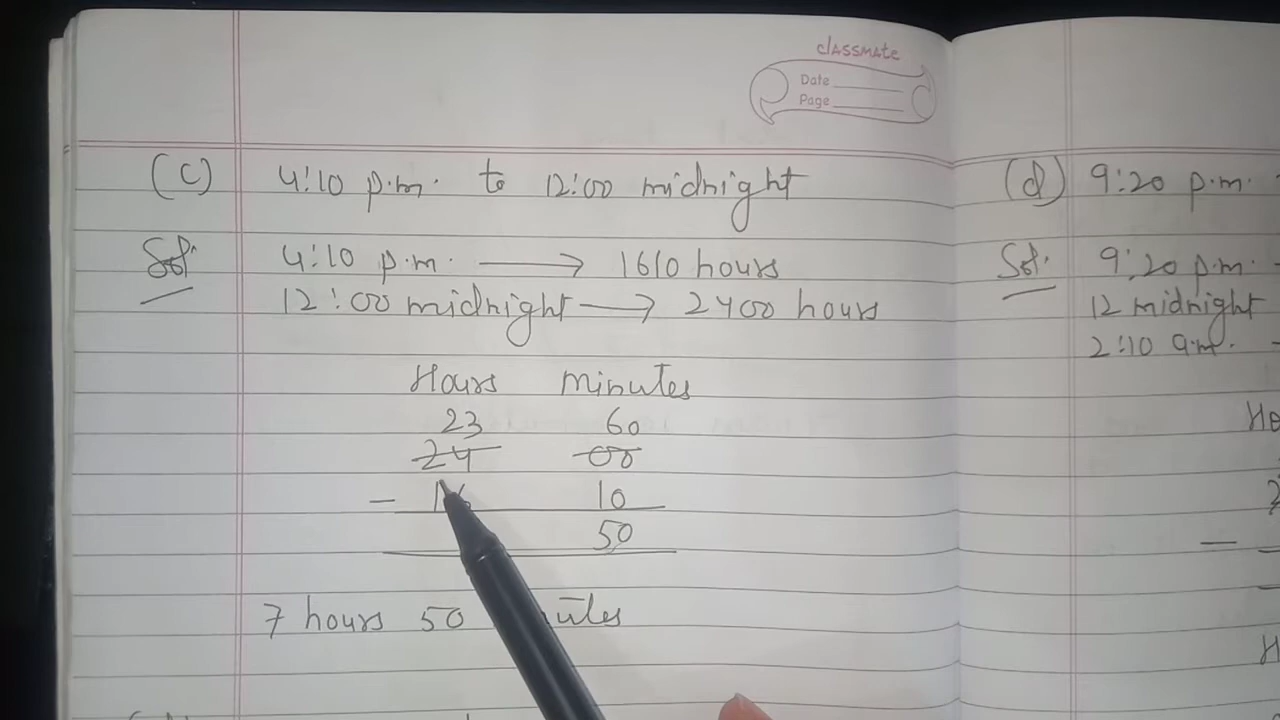 classmate
Date
Page
(C) 4:10 p.m. to 12:00 midnight
Sol. 4:10 p.m. → 1610 hours
12:00 midnight → 2400 hours
Hours Minutes
23 60
24 00
- 16 10
50
7 hours 50
(d) 9:20 p.m.
Sol. 9:20 p.m.
12 midnight
2:10 a.m.